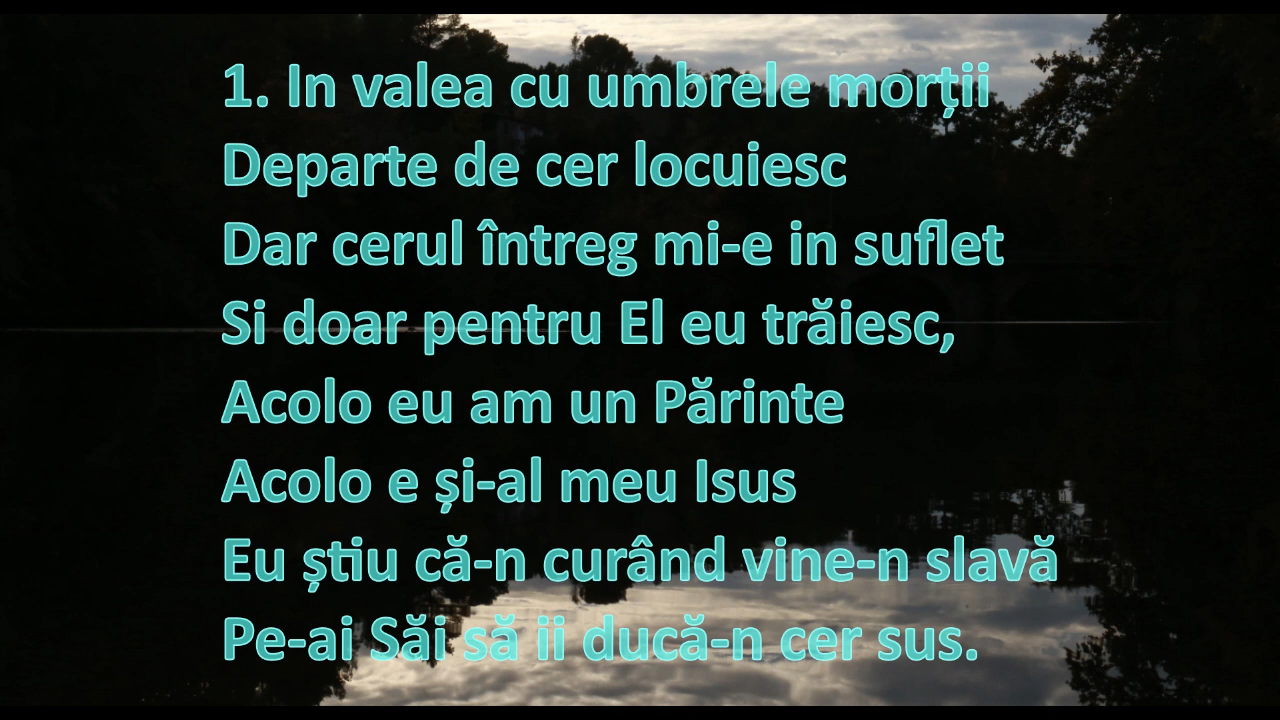 1. In valea cu umbrele morții
Departe de cer locuiesc
Dar cerul întreg mi-e in suflet
Si doar pentru El eu trăiesc,
Acolo eu am un Părinte
Acolo e și-al meu Isus
Eu știu că-n curând vine-n slavă
Pe-ai Săi să ii ducă-n cer sus.